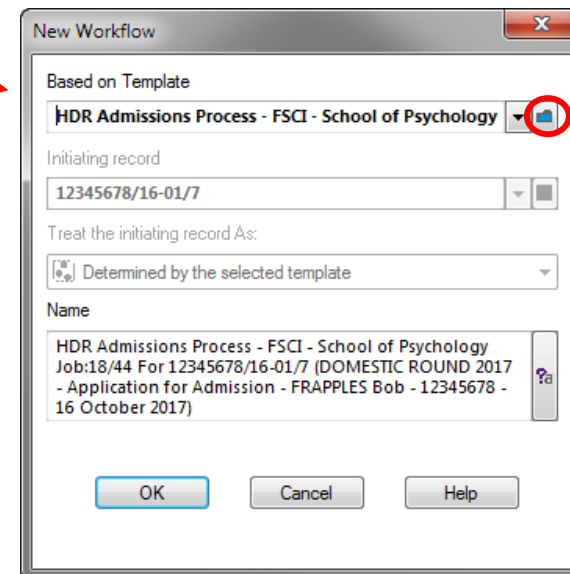 New Workflow
Based on Template
HDR Admissions Process - FSCI - School of Psychology
Initiating record
12345678/16-01/7
Treat the initiating record As:
Determined by the selected template
Name
HDR Admissions Process - FSCI - School of Psychology
Job:18/44 For 12345678/16-01/7 (DOMESTIC ROUND 2017
- Application for Admission - FRAPPLES Bob - 12345678 -
16 October 2017)
?a
OK Cancel Help